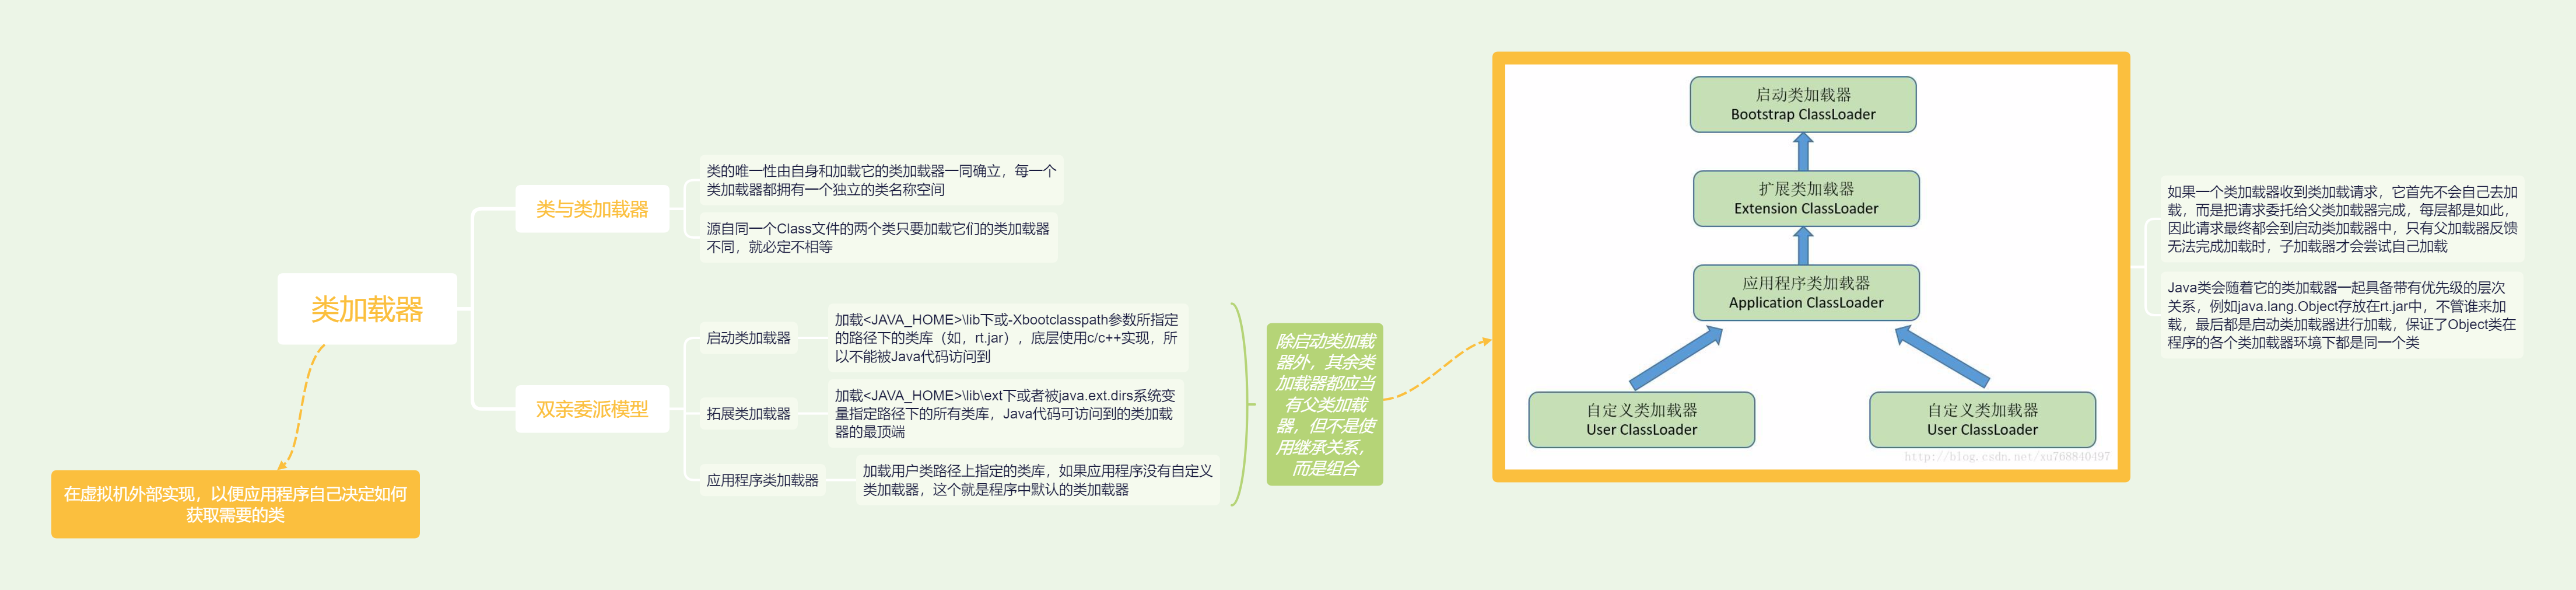 类加载器
在虚拟机外部实现，以便应用程序自己决定如何
获取需要的类
类与类加载器
类的唯一性由自身和加载它的类加载器一同确立，每一个
类加载器都拥有一个独立的类名称空间
源自同一个Class文件的两个类只要加载它们的类加载器
不同，就必定不相等
双亲委派模型
启动类加载器
加载<JAVA_HOME>\lib下或-Xbootclasspath参数所指定
的路径下的类库（如，rt.jar），底层使用c/c++实现，所
以不能被Java代码访问到
拓展类加载器
加载<JAVA_HOME>\lib\ext下或者被java.ext.dirs系统变
量指定路径下的所有类库，Java代码可访问到的类加载
器的最顶端
应用程序类加载器
加载用户类路径上指定的类库，如果应用程序没有自定义
类加载器，这个就是程序中默认的类加载器
除启动类加载
器外，其余类
加载器都应当
有父类加载
器，但不是使
用继承关系，
而是组合
启动类加载器
Bootstrap ClassLoader
扩展类加载器
Extension ClassLoader
应用程序类加载器
Application ClassLoader
自定义类加载器
User ClassLoader
自定义类加载器
User ClassLoader
http://blog.csdn.net/xu768840497
如果一个类加载器收到类加载请求，它首先不会自己去加
载，而是把请求委托给父类加载器完成，每层都是如此，
因此请求最终都会到启动类加载器中，只有父加载器反馈
无法完成加载时，子加载器才会尝试自己加载
Java类会随着它的类加载器一起具备带有优先级的层次
关系，例如java.lang.Object存放在rt.jar中，不管谁来加
载，最后都是启动类加载器进行加载，保证了Object类在
程序的各个类加载器环境下都是同一个类